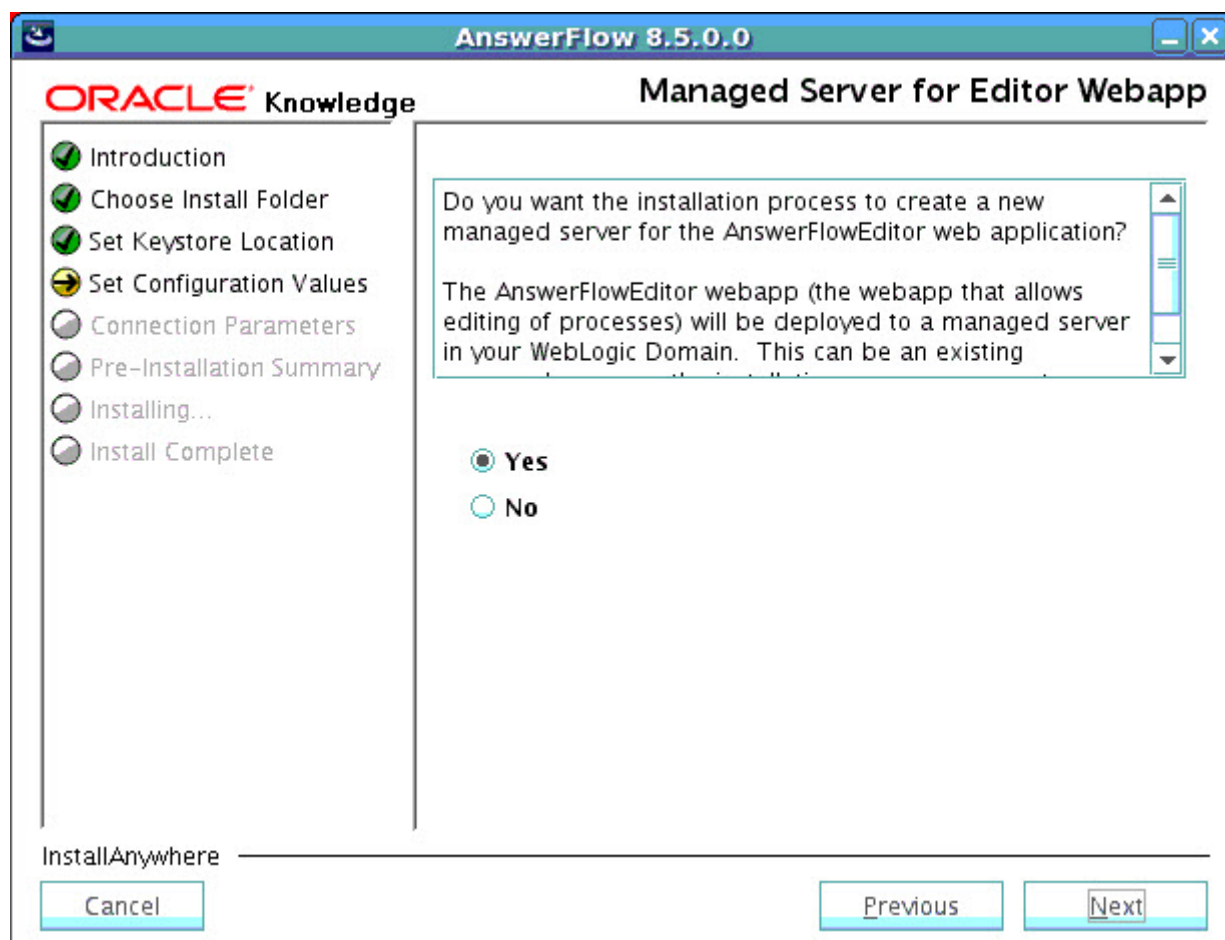 AnswerFlow 8.5.0.0
ORACLE Knowledge
Managed Server for Editor Webapp
Introduction
Choose Install Folder
Set Keystore Location
Set Configuration Values
Connection Parameters
Pre-Installation Summary
Installing...
Install Complete
Do you want the installation process to create a new
managed server for the AnswerFlowEditor web application?
The AnswerFlowEditor webapp (the webapp that allows
editing of processes) will be deployed to a managed server
in your WebLogic Domain. This can be an existing
Yes
No
InstallAnywhere
Cancel
Previous
Next